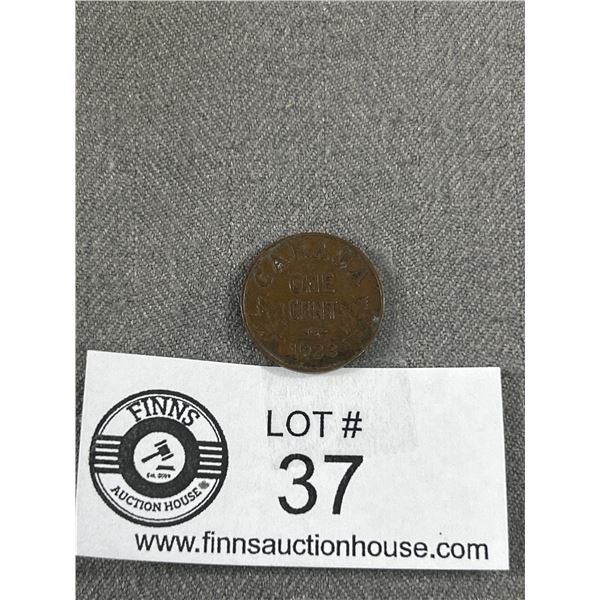 CANADA
ONE
CENT
FINNS
LOT #
37
AUCTION HOUSE
www.finnsauctionhouse.com